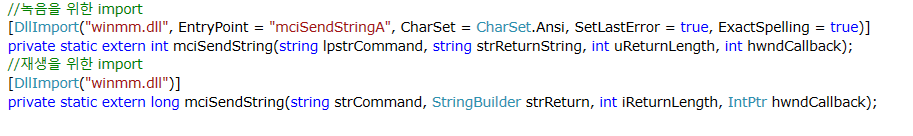 //녹음을 위한 import
[DllImport("winmm.dll", EntryPoint = "mciSendStringA", CharSet = CharSet.Ansi, SetLastError = true, ExactSpelling = true)]
private static extern int mciSendString(string lpstrCommand, string strReturnString, int uReturnLength, int hwndCallback);
//재생을 위한 import
[DllImport("winmm.dll")]
private static extern long mciSendString(string strCommand, StringBuilder strReturn, int iReturnLength, IntPtr hwndCallback);